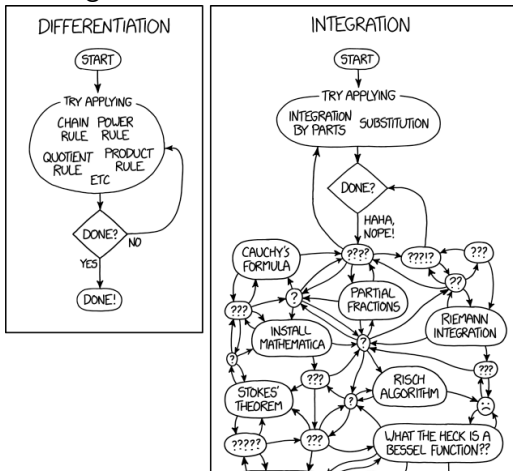 DIFFERENTIATION
START
TRY APPLYING
CHAIN RULE
POWER RULE
QUOTIENT RULE
PRODUCT RULE
ETC
DONE?
NO
YES
DONE!
INTEGRATION
START
TRY APPLYING
INTEGRATION BY PARTS
SUBSTITUTION
DONE?
HAHA, NOPE!
CAUCHY'S FORMULA
????
???!?
???
??
?
???
PARTIAL FRACTIONS
RIEMANN INTEGRATION
INSTALL MATHEMATICA
?
?
???
???
STOKES' THEOREM
RISCH ALGORITHM
?
?????
???
WHAT THE HECK IS A BESSEL FUNCTION??